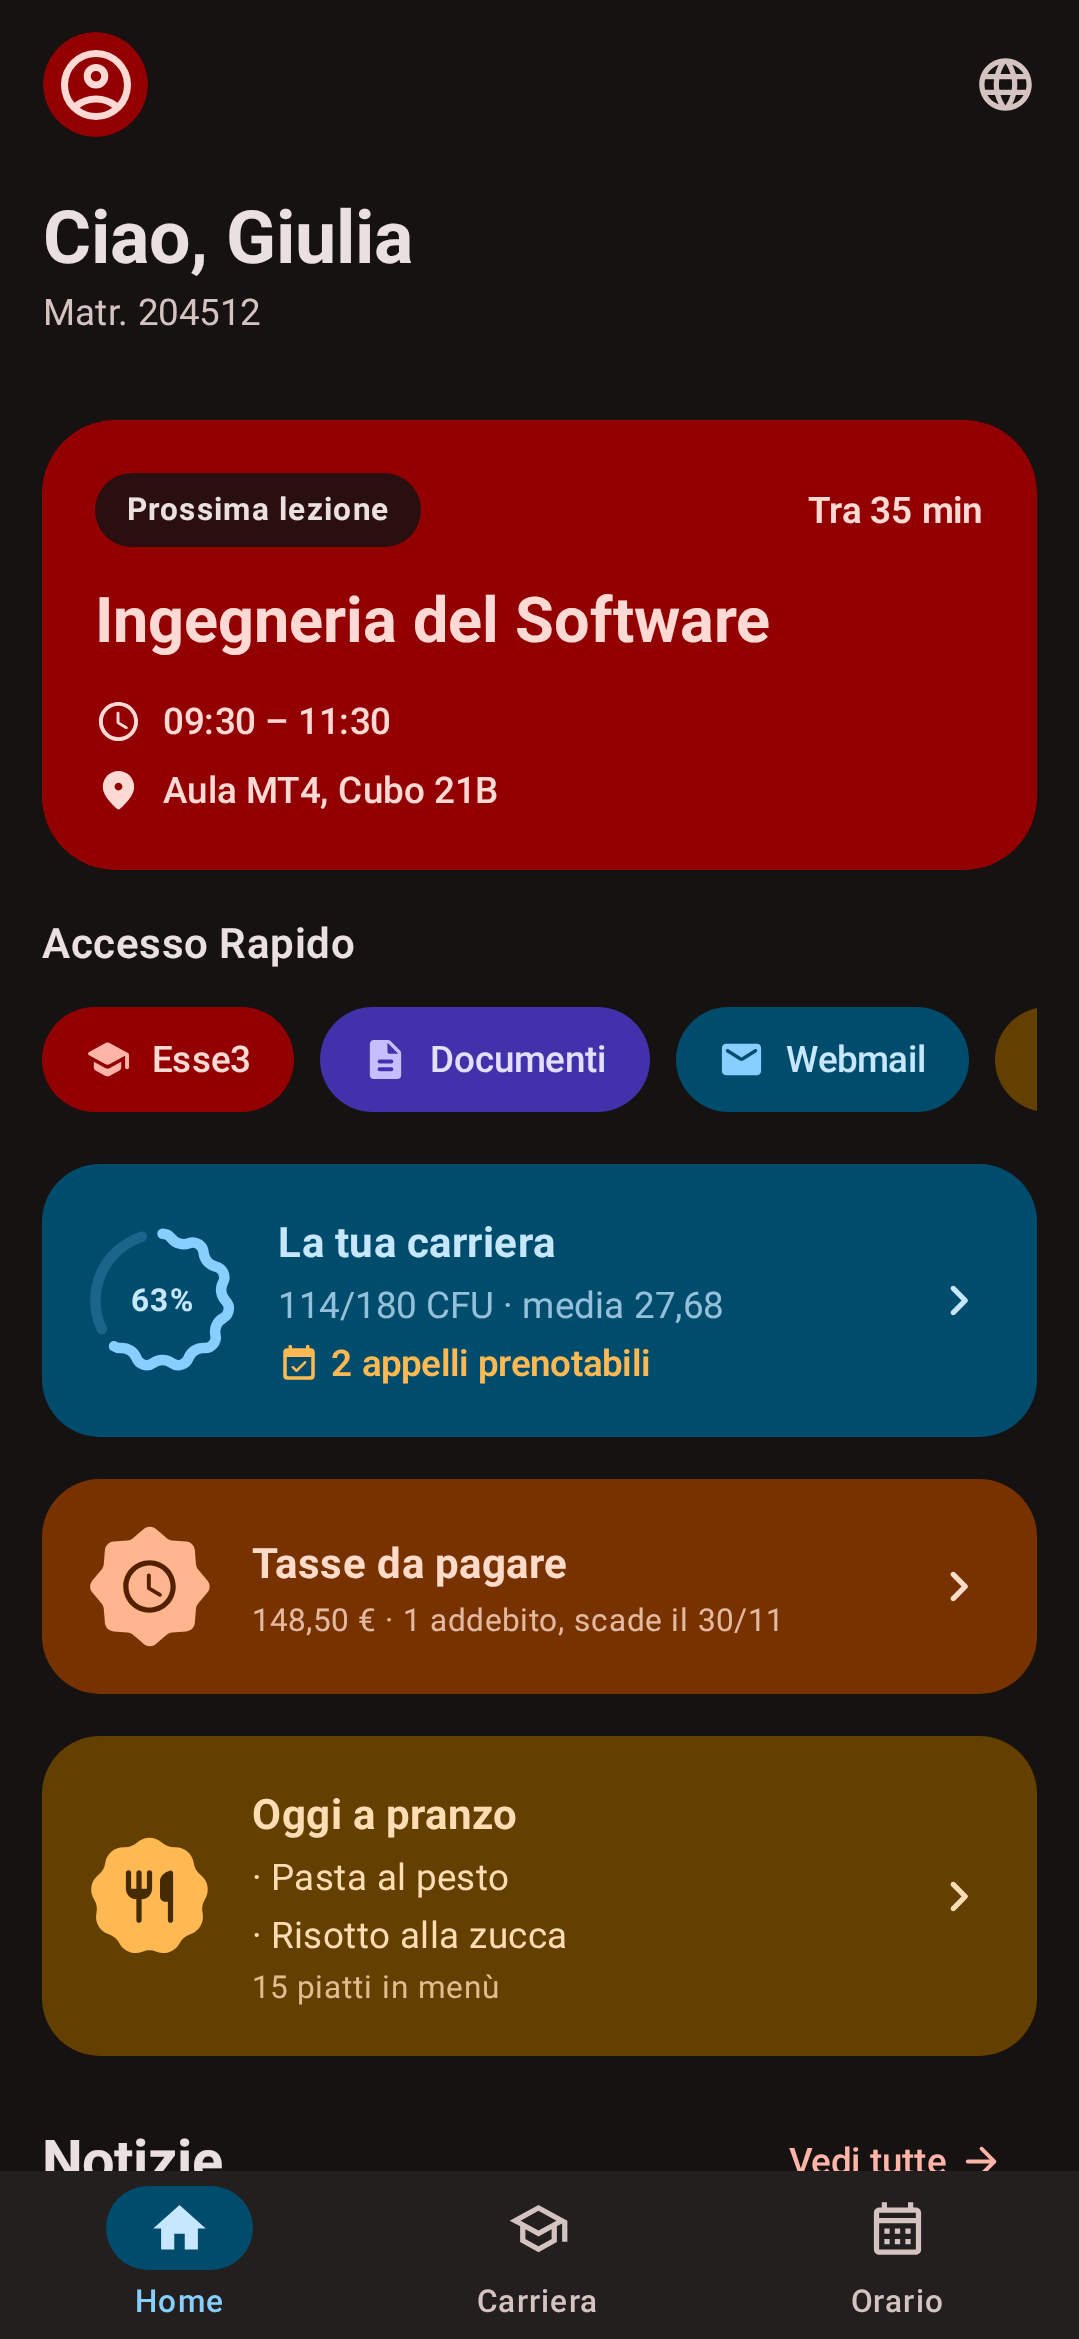 Ciao, Giulia
Matr. 204512
Prossima lezione
Tra 35 min
Ingegneria del Software
09:30 – 11:30
Aula MT4, Cubo 21B
Accesso Rapido
Esse3
Documenti
Webmail
63%
La tua carriera
114/180 CFU · media 27,68
2 appelli prenotabili
Tasse da pagare
148,50 € · 1 addebito, scade il 30/11
Oggi a pranzo
· Pasta al pesto
· Risotto alla zucca
15 piatti in menù
Notizie
Vedi tutte
Home
Carriera
Orario